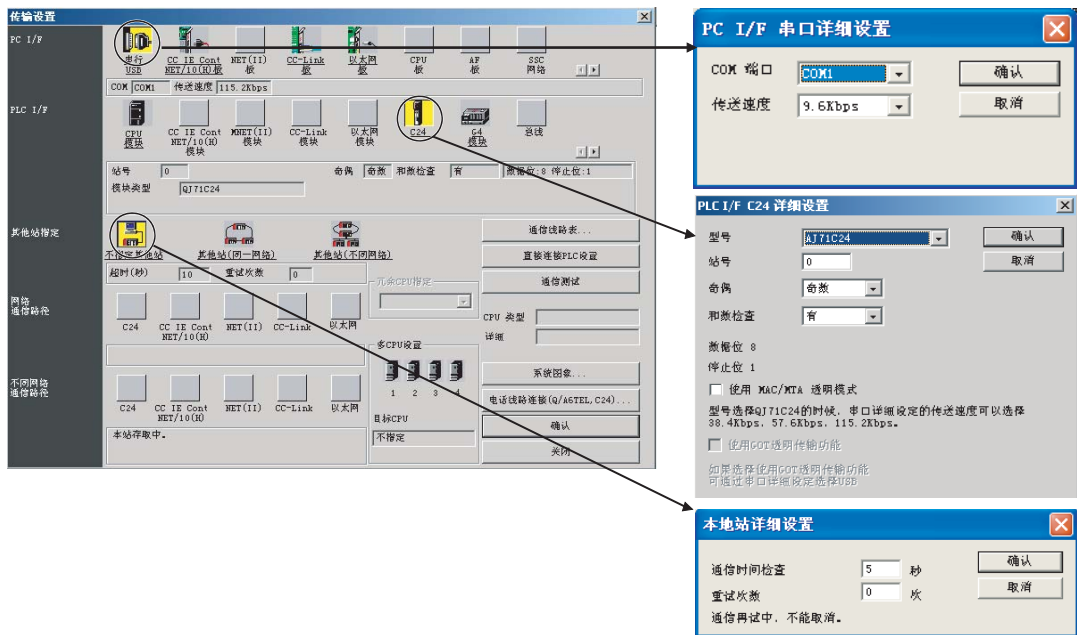 传输设置
PC I/F
串行
USB
CC IE Cont
NET/10(H)板
NET(II)
板
CC-Link
板
以太网
板
CPU
板
AF
板
SSC
网络
COM COM1 传送速度 115.2Kbps
PLC I/F
CPU
模块
CC IE Cont
NET/10(H)
模块
MNET(II)
模块
CC-Link
模块
以太网
模块
C24
G4
模块
总线
站号 0 奇偶 奇数 和数检查 有 数据位:8 停止位:1
模块类型 QJ71C24
其他站指定
不指定其他站
其他站(同一网络)
其他站(不同网络)
超时(秒) 10 重试次数 0
网络
通信路径
C24
CC IE Cont
NET/10(H)
NET(II)
CC-Link
以太网
不同网络
通信路径
C24
CC IE Cont
NET/10(H)
NET(II)
CC-Link
以太网
本站存取中。
冗余CPU指定
多CPU设置
1 2 3 4
目标CPU
不指定
通信线路表...
直接连接PLC设置
通信测试
CPU 类型
详细
系统图象...
电话线路连接(Q/A6TEL,C24)...
确认
关闭
PC I/F 串口详细设置
COM 端口 COM1
传送速度 9.6Kbps
确认
取消
PLC I/F C24 详细设置
型号 AJ71C24
站号 0
奇偶 奇数
和数检查 有
确认
取消
数据位 8
停止位 1
使用 MAC/MTA 透明模式
型号选择QJ71C24的时候, 串口详细设定的传送速度可以选择
38.4Kbps. 57.6Kbps. 115.2Kbps。
使用GOT透明传输功能
如果选择使用GOT透明传输功能
可通过串口详细设定选择USB
本地站详细设置
通信时间检查 5 秒
重试次数 0 次
通信再试中, 不能取消。
确认
取消